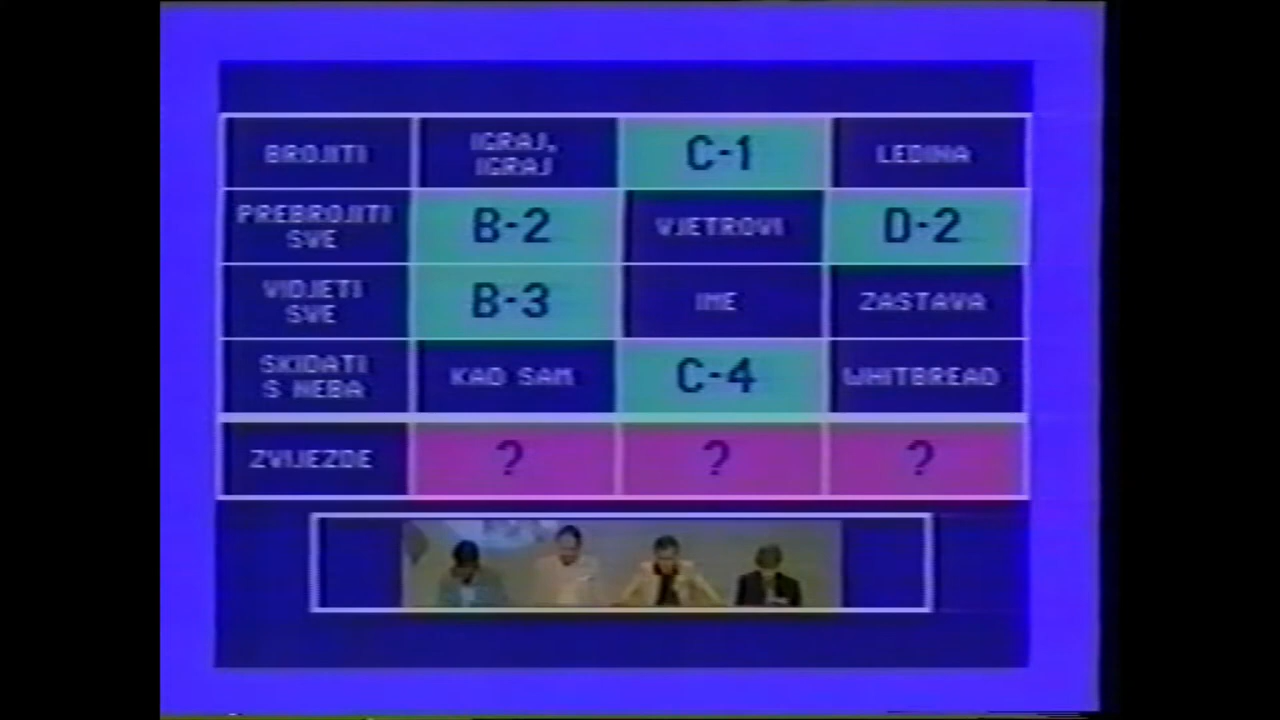 BROJITI
IGRAJ,
IGRAJ
C-1
LEDINA
PREBROJITI
SVE
B-2
VJETROVI
D-2
VIDJETI
SVE
B-3
IME
ZASTAVA
SKIDATI
S NEBA
KAD SAM
C-4
WHITBREAD
ZVIJEZDE
?
?
?